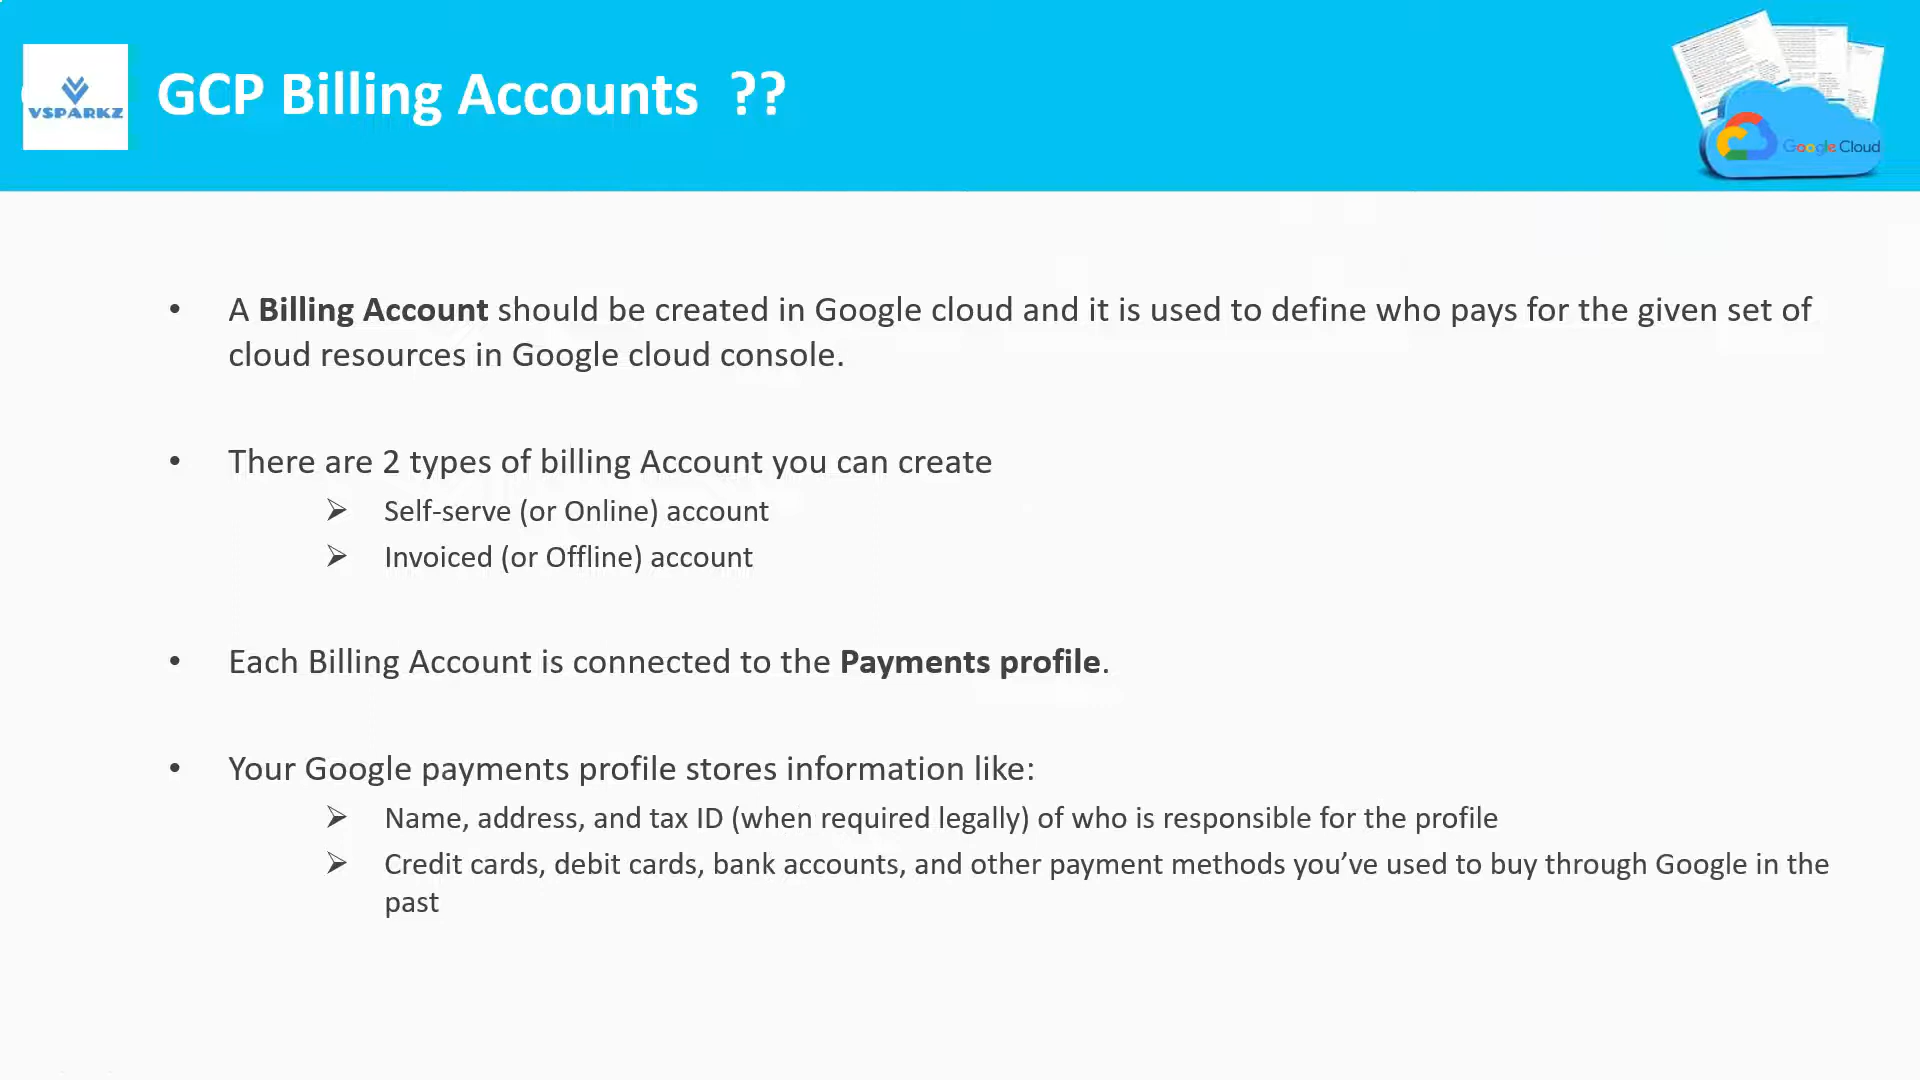 VSPARKZ
GCP Billing Accounts ??
Google Cloud
• A Billing Account should be created in Google cloud and it is used to define who pays for the given set of
cloud resources in Google cloud console.
• There are 2 types of billing Account you can create
➢ Self-serve (or Online) account
➢ Invoiced (or Offline) account
• Each Billing Account is connected to the Payments profile.
• Your Google payments profile stores information like:
➢ Name, address, and tax ID (when required legally) of who is responsible for the profile
➢ Credit cards, debit cards, bank accounts, and other payment methods you’ve used to buy through Google in the
past